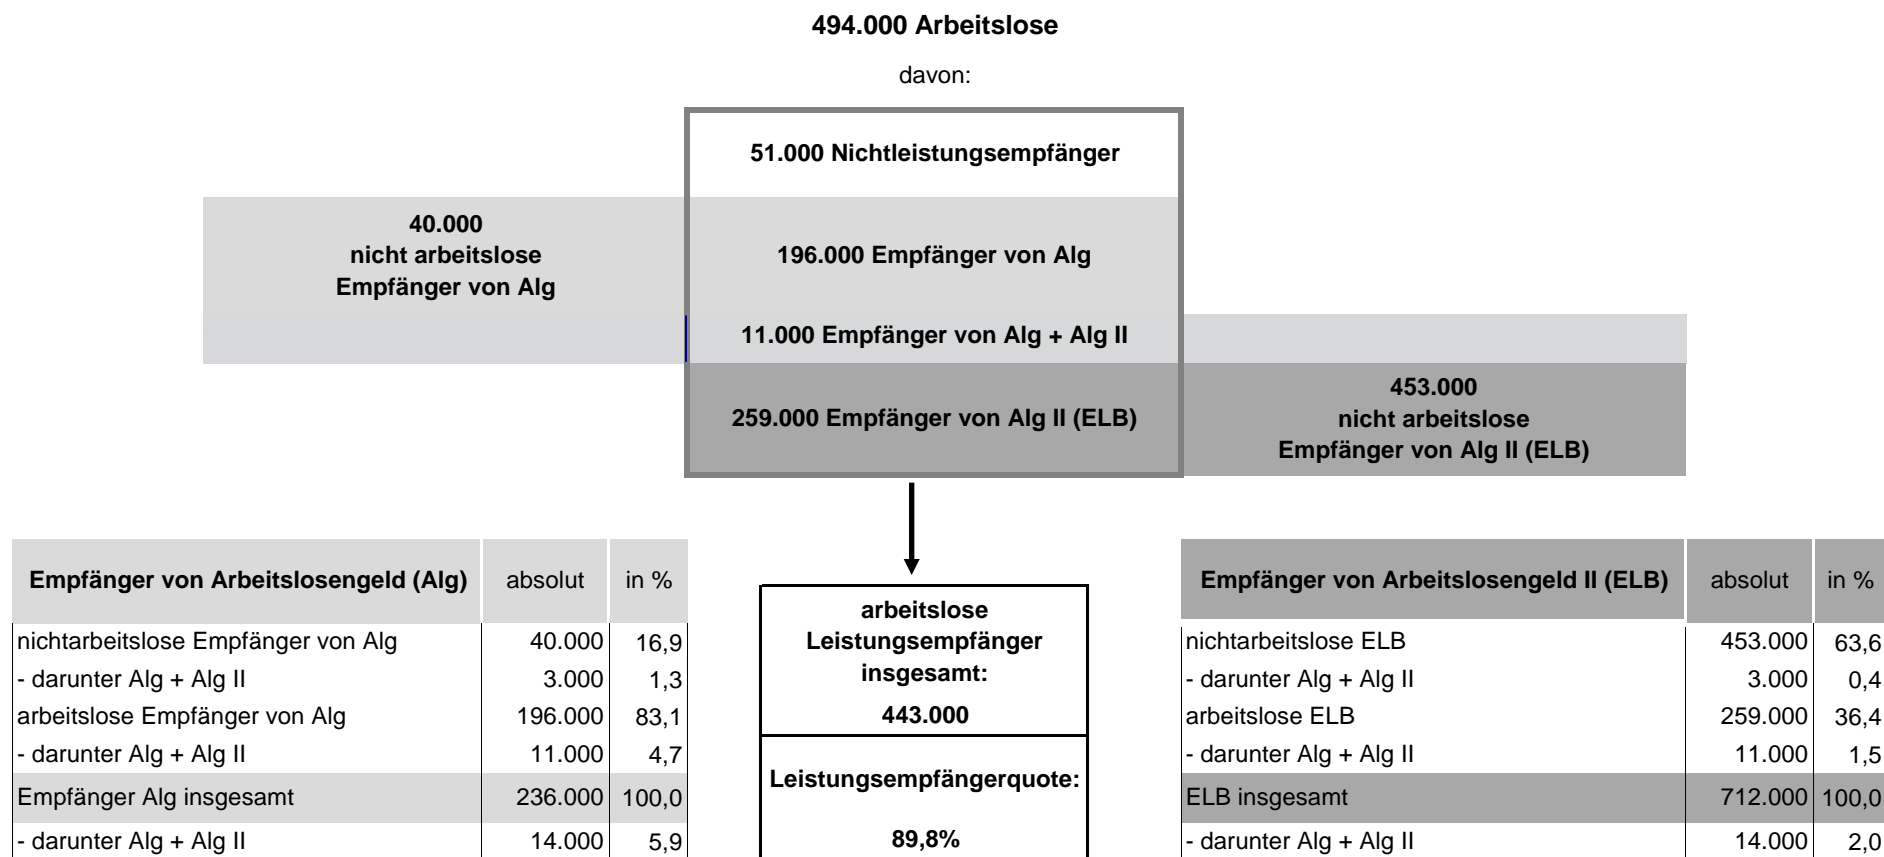 494.000 Arbeitslose
davon:
51.000 Nichtleistungsempfänger
40.000
nicht arbeitslose
Empfänger von Alg
196.000 Empfänger von Alg
11.000 Empfänger von Alg + Alg II
259.000 Empfänger von Alg II (ELB)
453.000
nicht arbeitslose
Empfänger von Alg II (ELB)
Empfänger von Arbeitslosengeld (Alg) absolut in %
nichtarbeitslose Empfänger von Alg 40.000 16,9
- darunter Alg + Alg II 3.000 1,3
arbeitslose Empfänger von Alg 196.000 83,1
- darunter Alg + Alg II 11.000 4,7
Empfänger Alg insgesamt 236.000 100,0
- darunter Alg + Alg II 14.000 5,9
arbeitslose
Leistungsempfänger
insgesamt:
443.000
Leistungsempfängerquote:
89,8%
Empfänger von Arbeitslosengeld II (ELB) absolut in %
nichtarbeitslose ELB 453.000 63,6
- darunter Alg + Alg II 3.000 0,4
arbeitslose ELB 259.000 36,4
- darunter Alg + Alg II 11.000 1,5
ELB insgesamt 712.000 100,0
- darunter Alg + Alg II 14.000 2,0